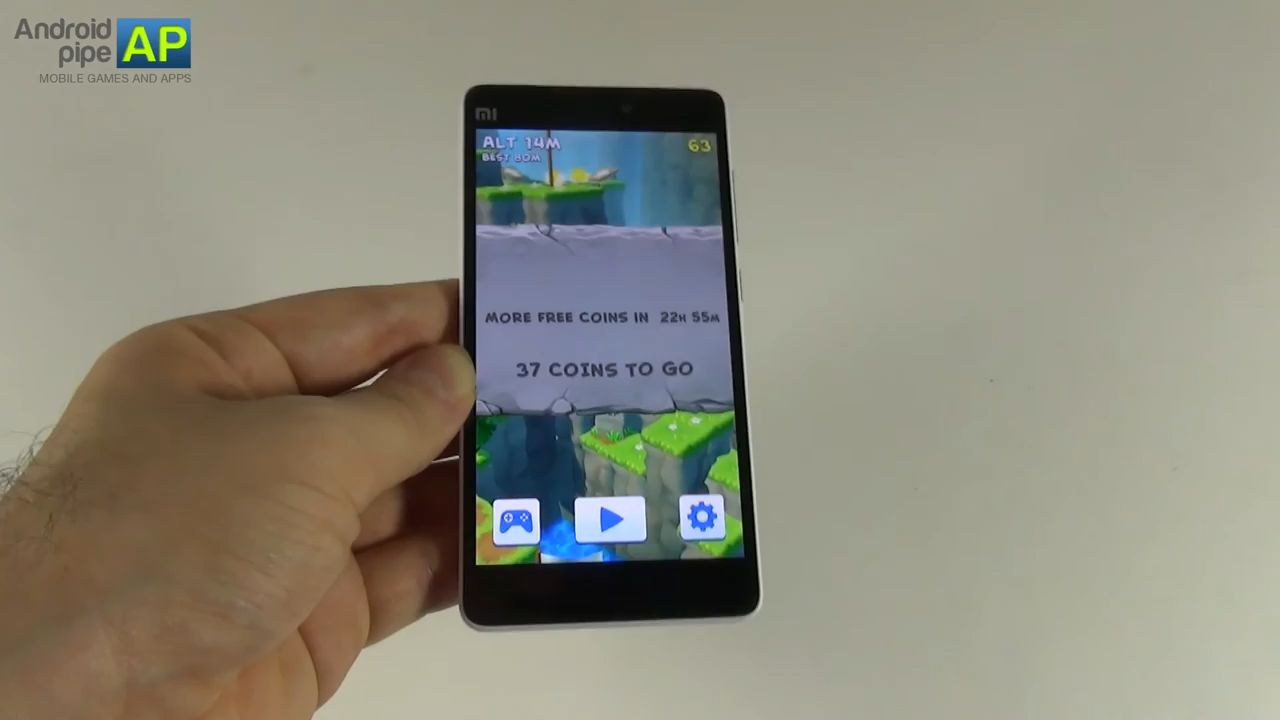 Android
pipe AP
MOBILE GAMES AND APPS
MI
ALT 14M
63
BEST 80M
MORE FREE COINS IN 22H 55M
37 COINS TO GO